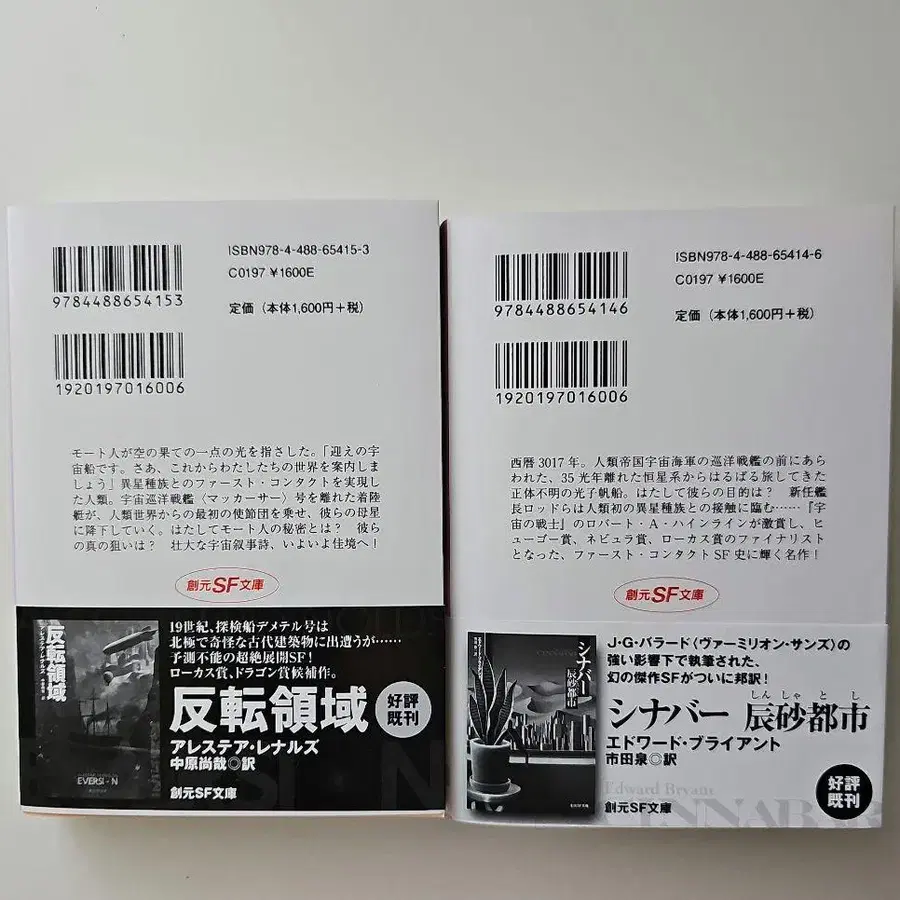 ISBN978-4-488-65415-3
C0197 ¥1600E
9784488654153
定価（本体1,600円＋税）
1920197016006
モート人が空の果ての一点の光を指さした。「迎えの宇
宙船です。さあ、これからわたしたちの世界を案内しま
しょう」異星種族とのファースト・コンタクトを実現し
た人類。宇宙巡洋戦艦〈マッカーサー〉号を離れた着陸
艇が、人類世界からの最初の使節団を乗せ、彼らの母星
に降下していく。はたしてモート人の秘密とは？　彼ら
の真の狙いは？　壮大な宇宙叙事詩、いよいよ佳境へ！
創元SF文庫
反転領域
EVERSI・N
19世紀、探検船デメテル号は
北極で奇怪な古代建築物に出遭うが……
予測不能の超絶展開SF！
ローカス賞、ドラゴン賞候補作。
反転領域
好評
既刊
アレステア・レナルズ
中原尚哉◎訳
創元SF文庫
ISBN978-4-488-65414-6
C0197 ¥1600E
9784488654146
定価（本体1,600円＋税）
1920197016006
西暦3017年。人類帝国宇宙海軍の巡洋戦艦の前にあら
われた、35光年離れた恒星系からはるばる旅してきた
正体不明の光子帆船。はたして彼らの目的は？　新任艦
長ロッドらは人類初の異星種族との接触に臨む……『宇
宙の戦士』のロバート・A・ハインラインが激賞し、ヒ
ューゴー賞、ネビュラ賞、ローカス賞のファイナリスト
となった、ファースト・コンタクトSF史に輝く名作！
創元SF文庫
シナバー
辰砂都市
J・G・バラード〈ヴァーミリオン・サンズ〉の
強い影響下で執筆された、
幻の傑作SFがついに邦訳！
しんしゃとし
シナバー 辰砂都市
エドワード・ブライアント
市田泉◎訳
Edward Bryant
創元SF文庫
CINNABAR
好評
既刊